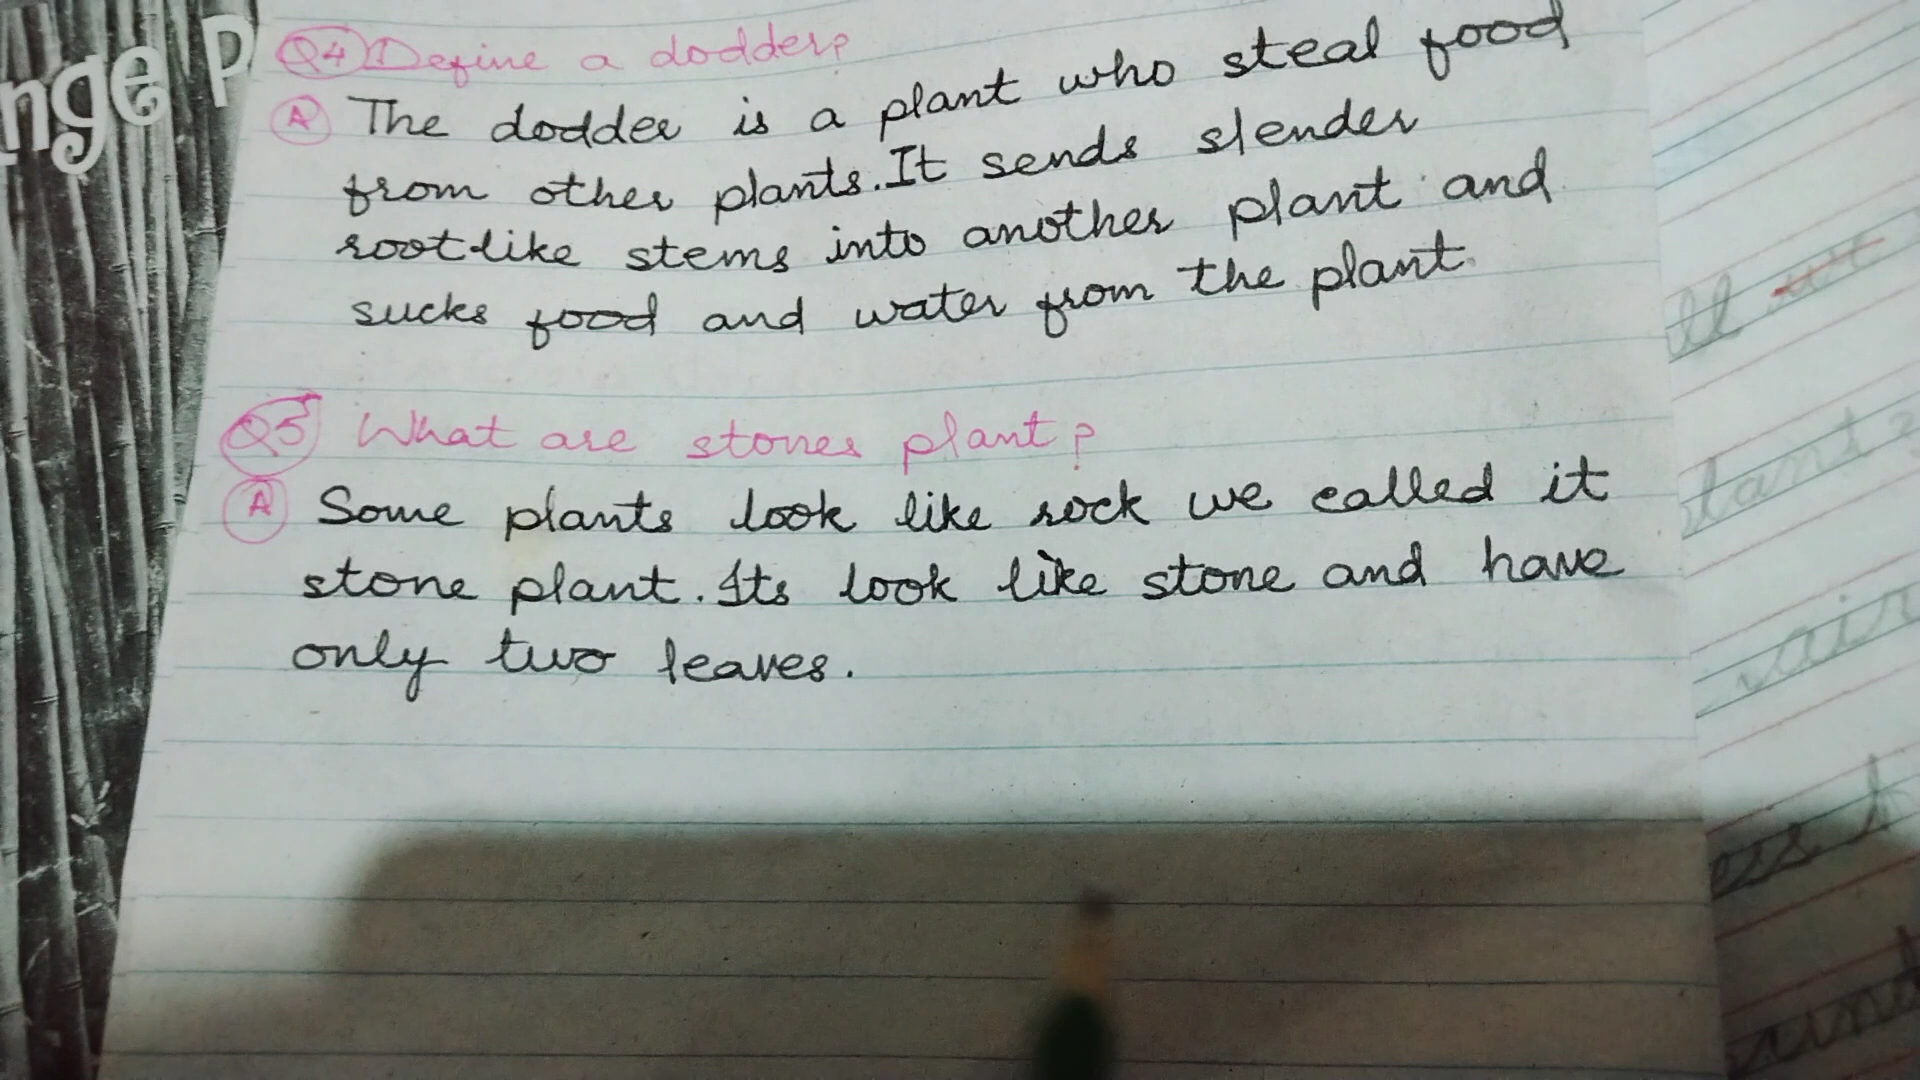 Q4 Define a dodder?
A The dodder is a plant who steal food
from other plants. It sends slender
rootlike stems into another plant and
sucks food and water from the plant.
Q5 What are stones plant?
A Some plants look like rock we called it
stone plant. Its look like stone and have
only two leaves.